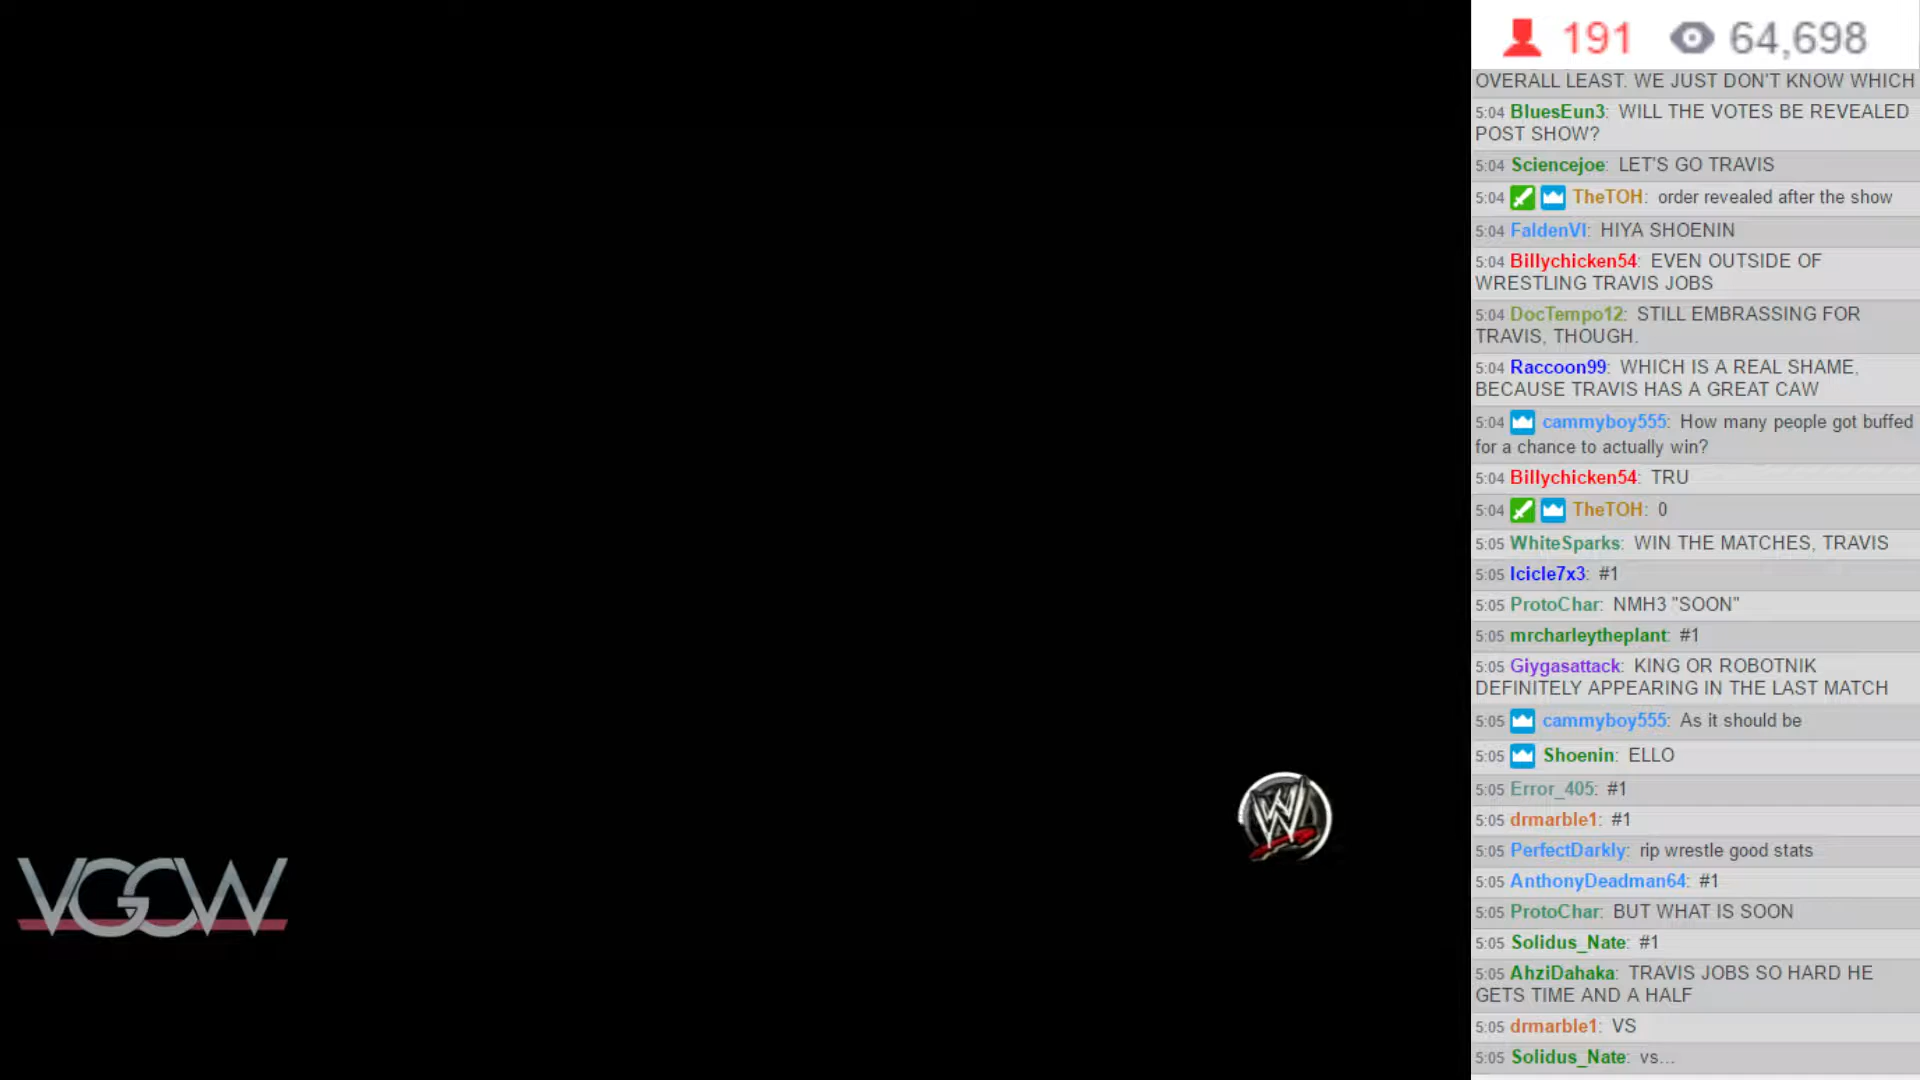 191 64,698
OVERALL LEAST. WE JUST DON'T KNOW WHICH
5:04 BluesEun3: WILL THE VOTES BE REVEALED
POST SHOW?
5:04 Sciencejoe: LET'S GO TRAVIS
5:04 TheTOH: order revealed after the show
5:04 FaldenVI: HIYA SHOENIN
5:04 Billychicken54: EVEN OUTSIDE OF
WRESTLING TRAVIS JOBS
5:04 DocTempo12: STILL EMBRASSING FOR
TRAVIS, THOUGH.
5:04 Raccoon99: WHICH IS A REAL SHAME,
BECAUSE TRAVIS HAS A GREAT CAW
5:04 cammyboy555: How many people got buffed
for a chance to actually win?
5:04 Billychicken54: TRU
5:04 TheTOH: 0
5:05 WhiteSparks: WIN THE MATCHES, TRAVIS
5:05 Icicle7x3: #1
5:05 ProtoChar: NMH3 "SOON"
5:05 mrcharleytheplant: #1
5:05 Giygasattack: KING OR ROBOTNIK
DEFINITELY APPEARING IN THE LAST MATCH
5:05 cammyboy555: As it should be
5:05 Shoenin: ELLO
5:05 Error_405: #1
5:05 drmarble1: #1
5:05 PerfectDarkly: rip wrestle good stats
5:05 AnthonyDeadman64: #1
5:05 ProtoChar: BUT WHAT IS SOON
5:05 Solidus_Nate: #1
5:05 AhziDahaka: TRAVIS JOBS SO HARD HE
GETS TIME AND A HALF
5:05 drmarble1: VS
5:05 Solidus_Nate: vs...
W
VGCW